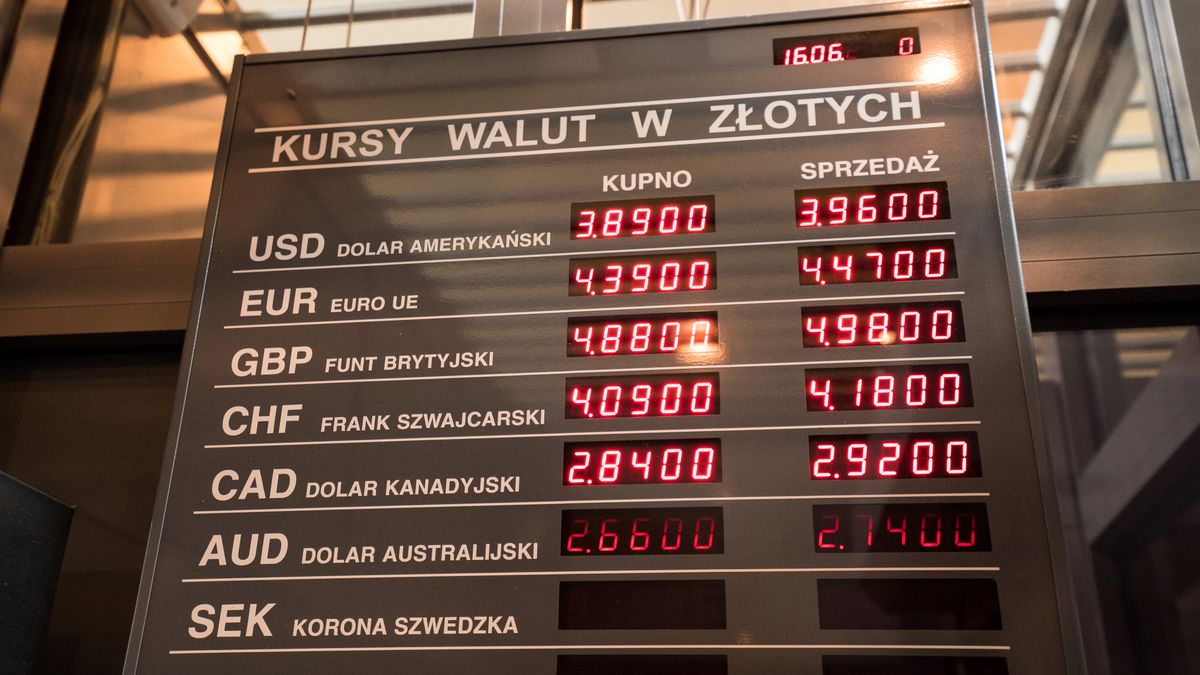 16.06. 0
KURSY WALUT W ZŁOTYCH
KUPNO SPRZEDAŻ
USD DOLAR AMERYKAŃSKI 3.8900 3.9600
EUR EURO UE 4.3900 4.4700
GBP FUNT BRYTYJSKI 4.8800 4.9800
CHF FRANK SZWAJCARSKI 4.0900 4.1800
CAD DOLAR KANADYJSKI 2.8400 2.9200
AUD DOLAR AUSTRALIJSKI 2.6600 2.7400
SEK KORONA SZWEDZKA